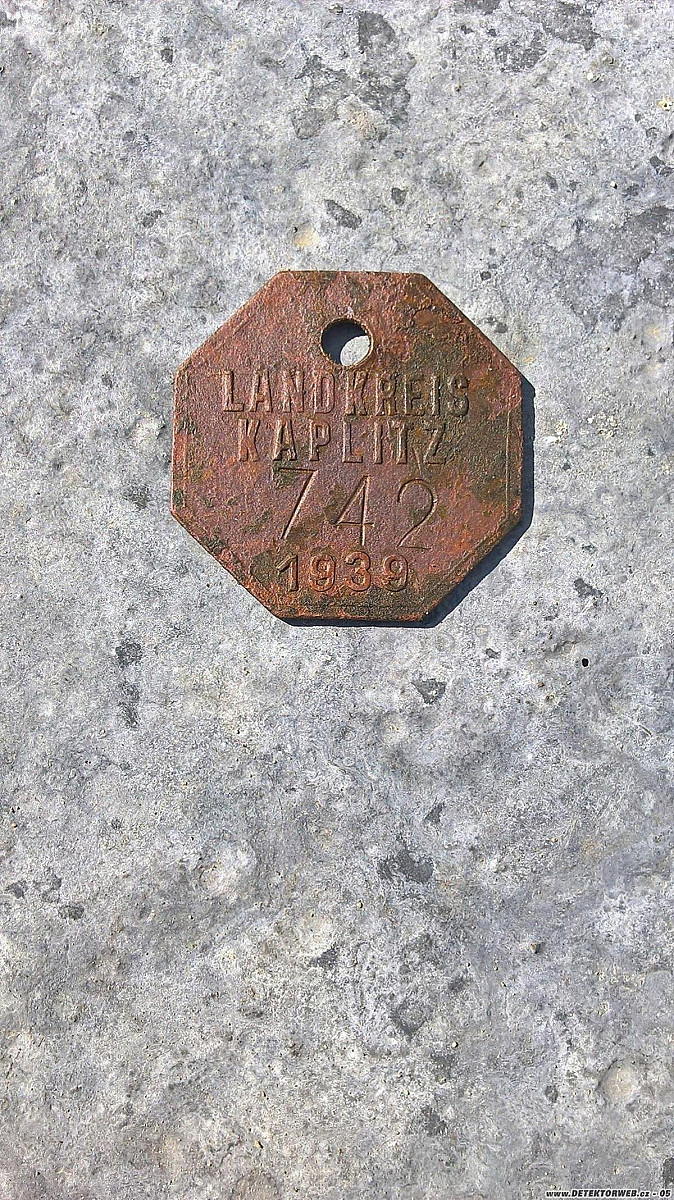 LANDKREIS
KAPLITZ
742
1939
www.DETEKTORWEB.cz - 05